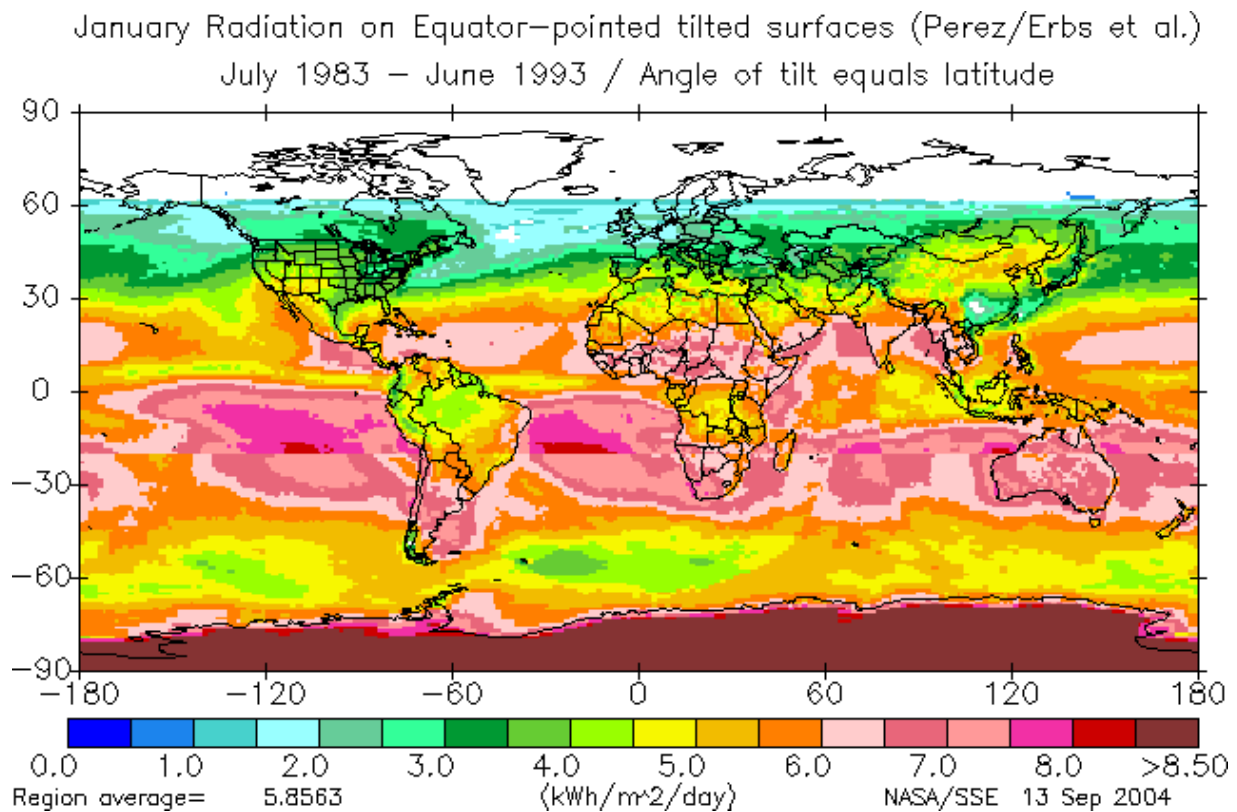 January Radiation on Equator-pointed tilted surfaces (Perez/Erbs et al.)
July 1983 - June 1993 / Angle of tilt equals latitude
90
60
30
0
-30
-60
-90
-180 -120 -60 0 60 120 180
0.0 1.0 2.0 3.0 4.0 5.0 6.0 7.0 8.0 >8.50
Region average= 5.8563 (kWh/m^2/day) NASA/SSE 13 Sep 2004